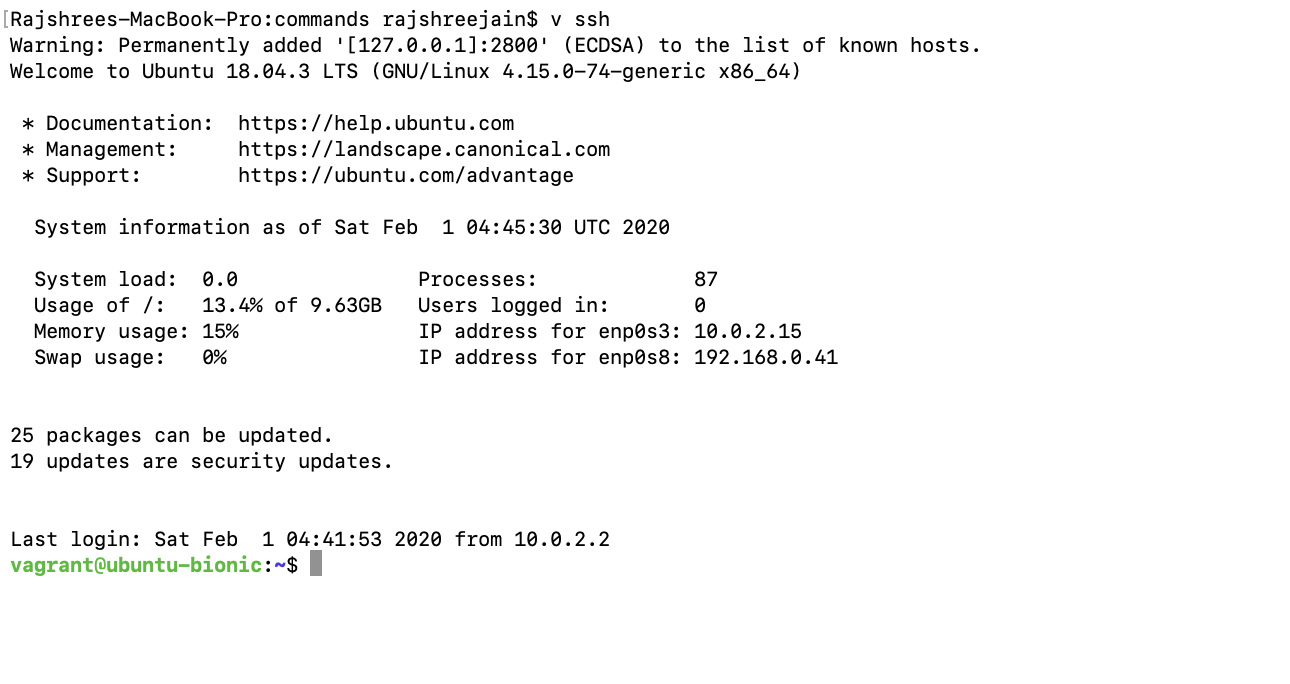 [Rajshrees-MacBook-Pro:commands rajshreejain$ v ssh
Warning: Permanently added '[127.0.0.1]:2800' (ECDSA) to the list of known hosts.
Welcome to Ubuntu 18.04.3 LTS (GNU/Linux 4.15.0-74-generic x86_64)

 * Documentation:  https://help.ubuntu.com
 * Management:     https://landscape.canonical.com
 * Support:        https://ubuntu.com/advantage

  System information as of Sat Feb  1 04:45:30 UTC 2020

  System load:  0.0               Processes:             87
  Usage of /:   13.4% of 9.63GB   Users logged in:       0
  Memory usage: 15%               IP address for enp0s3: 10.0.2.15
  Swap usage:   0%                IP address for enp0s8: 192.168.0.41


25 packages can be updated.
19 updates are security updates.


Last login: Sat Feb  1 04:41:53 2020 from 10.0.2.2
vagrant@ubuntu-bionic:~$